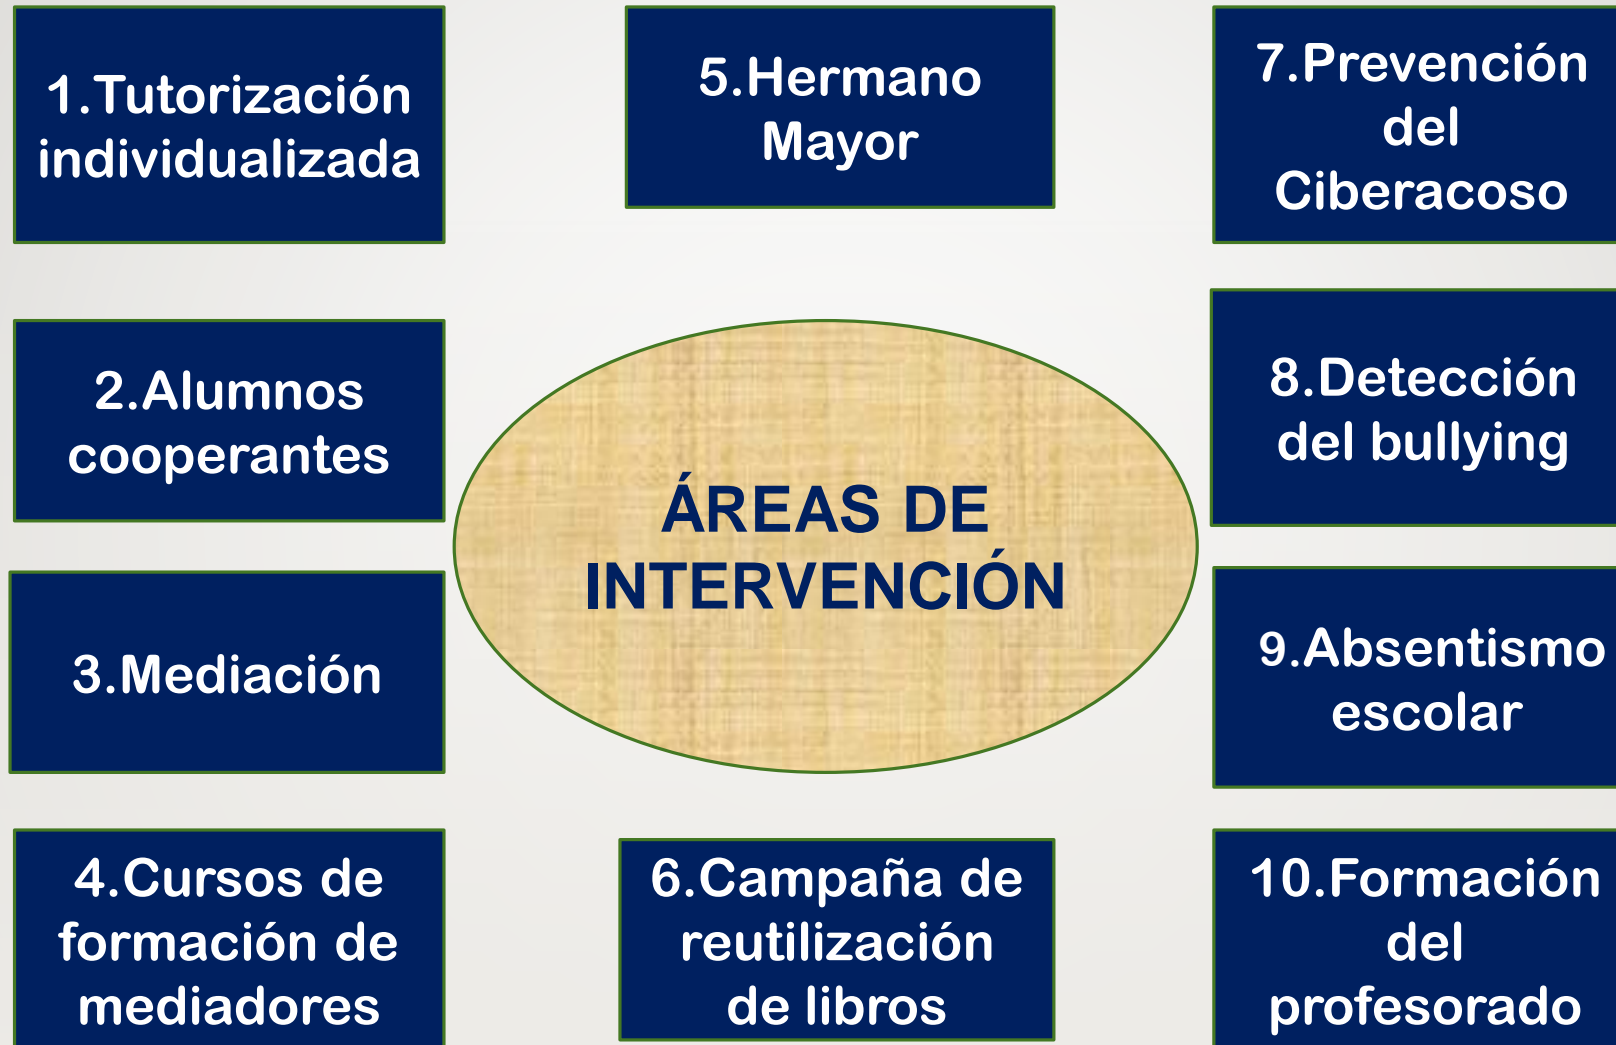 1.Tutorización
individualizada
2.Alumnos
cooperantes
3.Mediación
4.Cursos de
formación de
mediadores
5.Hermano
Mayor
ÁREAS DE
INTERVENCIÓN
6.Campaña de
reutilización
de libros
7.Prevención
del
Ciberacoso
8.Detección
del bullying
9.Absentismo
escolar
10.Formación
del
profesorado